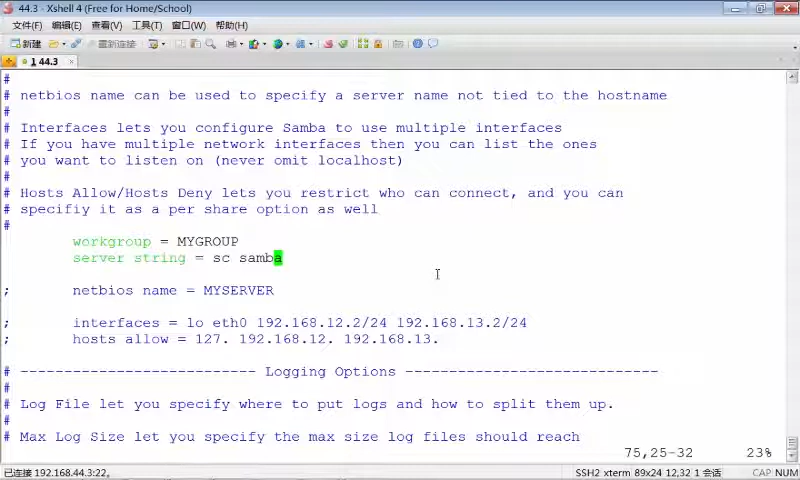 44.3 - Xshell 4 (Free for Home/School)
文件(F) 编辑(E) 查看(V) 工具(T) 窗口(W) 帮助(H)
新建 重新连接
1 44.3
#
# netbios name can be used to specify a server name not tied to the hostname
#
# Interfaces lets you configure Samba to use multiple interfaces
# If you have multiple network interfaces then you can list the ones
# you want to listen on (never omit localhost)
#
# Hosts Allow/Hosts Deny lets you restrict who can connect, and you can
# specifiy it as a per share option as well
#
workgroup = MYGROUP
server string = sc samba
; netbios name = MYSERVER
; interfaces = lo eth0 192.168.12.2/24 192.168.13.2/24
; hosts allow = 127. 192.168.12. 192.168.13.
# --------------------------- Logging Options -----------------------------
#
# Log File let you specify where to put logs and how to split them up.
#
# Max Log Size let you specify the max size log files should reach
75,25-32 23%
已连接 192.168.44.3:22。 SSH2 xterm 89x24 12,32 1 会话 CAP NUM